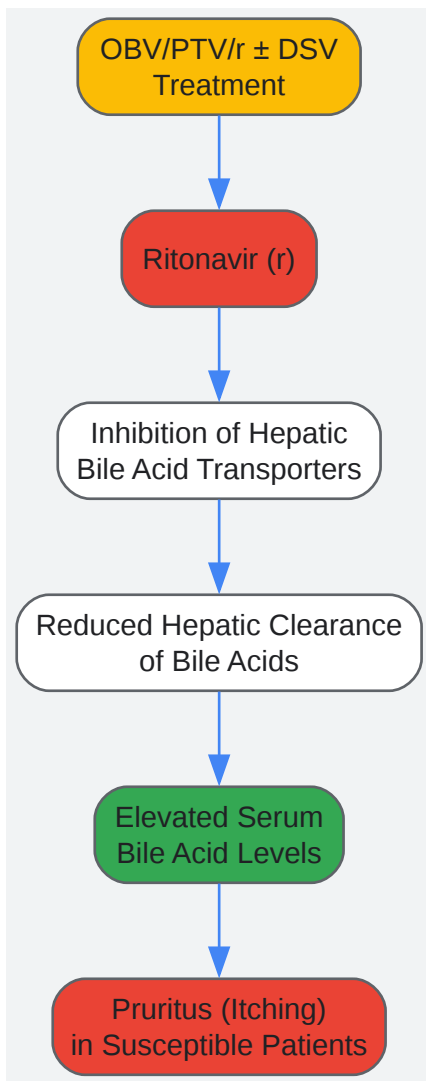 OBV/PTV/r ± DSV
Treatment
Ritonavir (r)
Inhibition of Hepatic
Bile Acid Transporters
Reduced Hepatic Clearance
of Bile Acids
Elevated Serum
Bile Acid Levels
Pruritus (Itching)
in Susceptible Patients